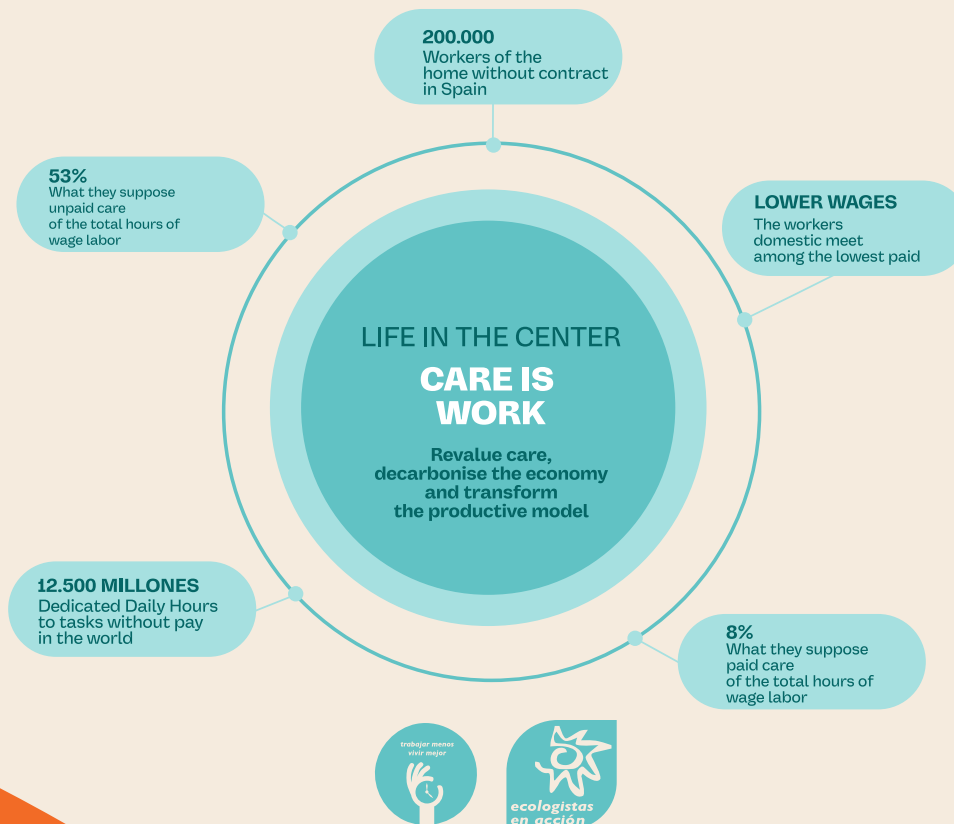 200.000
Workers of the
home without contract
in Spain
53%
What they suppose
unpaid care
of the total hours of
wage labor
LOWER WAGES
The workers
domestic meet
among the lowest paid
LIFE IN THE CENTER
CARE IS
WORK
Revalue care,
decarbonise the economy
and transform
the productive model
12.500 MILLONES
Dedicated Daily Hours
to tasks without pay
in the world
8%
What they suppose
paid care
of the total hours of
wage labor
trabajar menos
vivir mejor
ecologistas
en acción